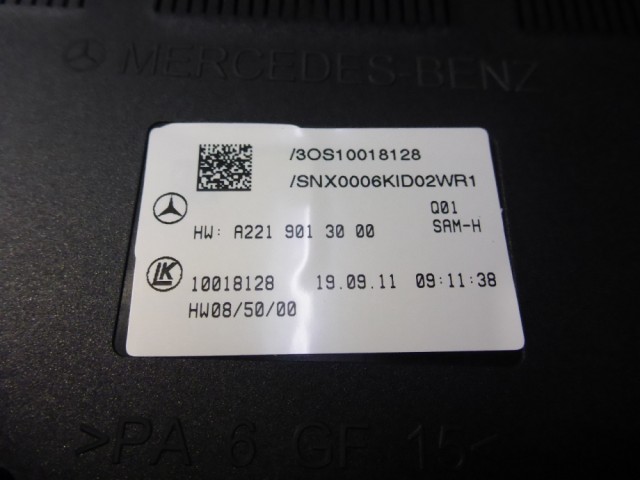 MERCEDES-BENZ
/3OS10018128
/SNX0006KID02WR1
HW: A221 901 30 00
Q01
SAM-H
LK
10018128 19.09.11 09:11:38
HW08/50/00
>PA 6 GF 15<